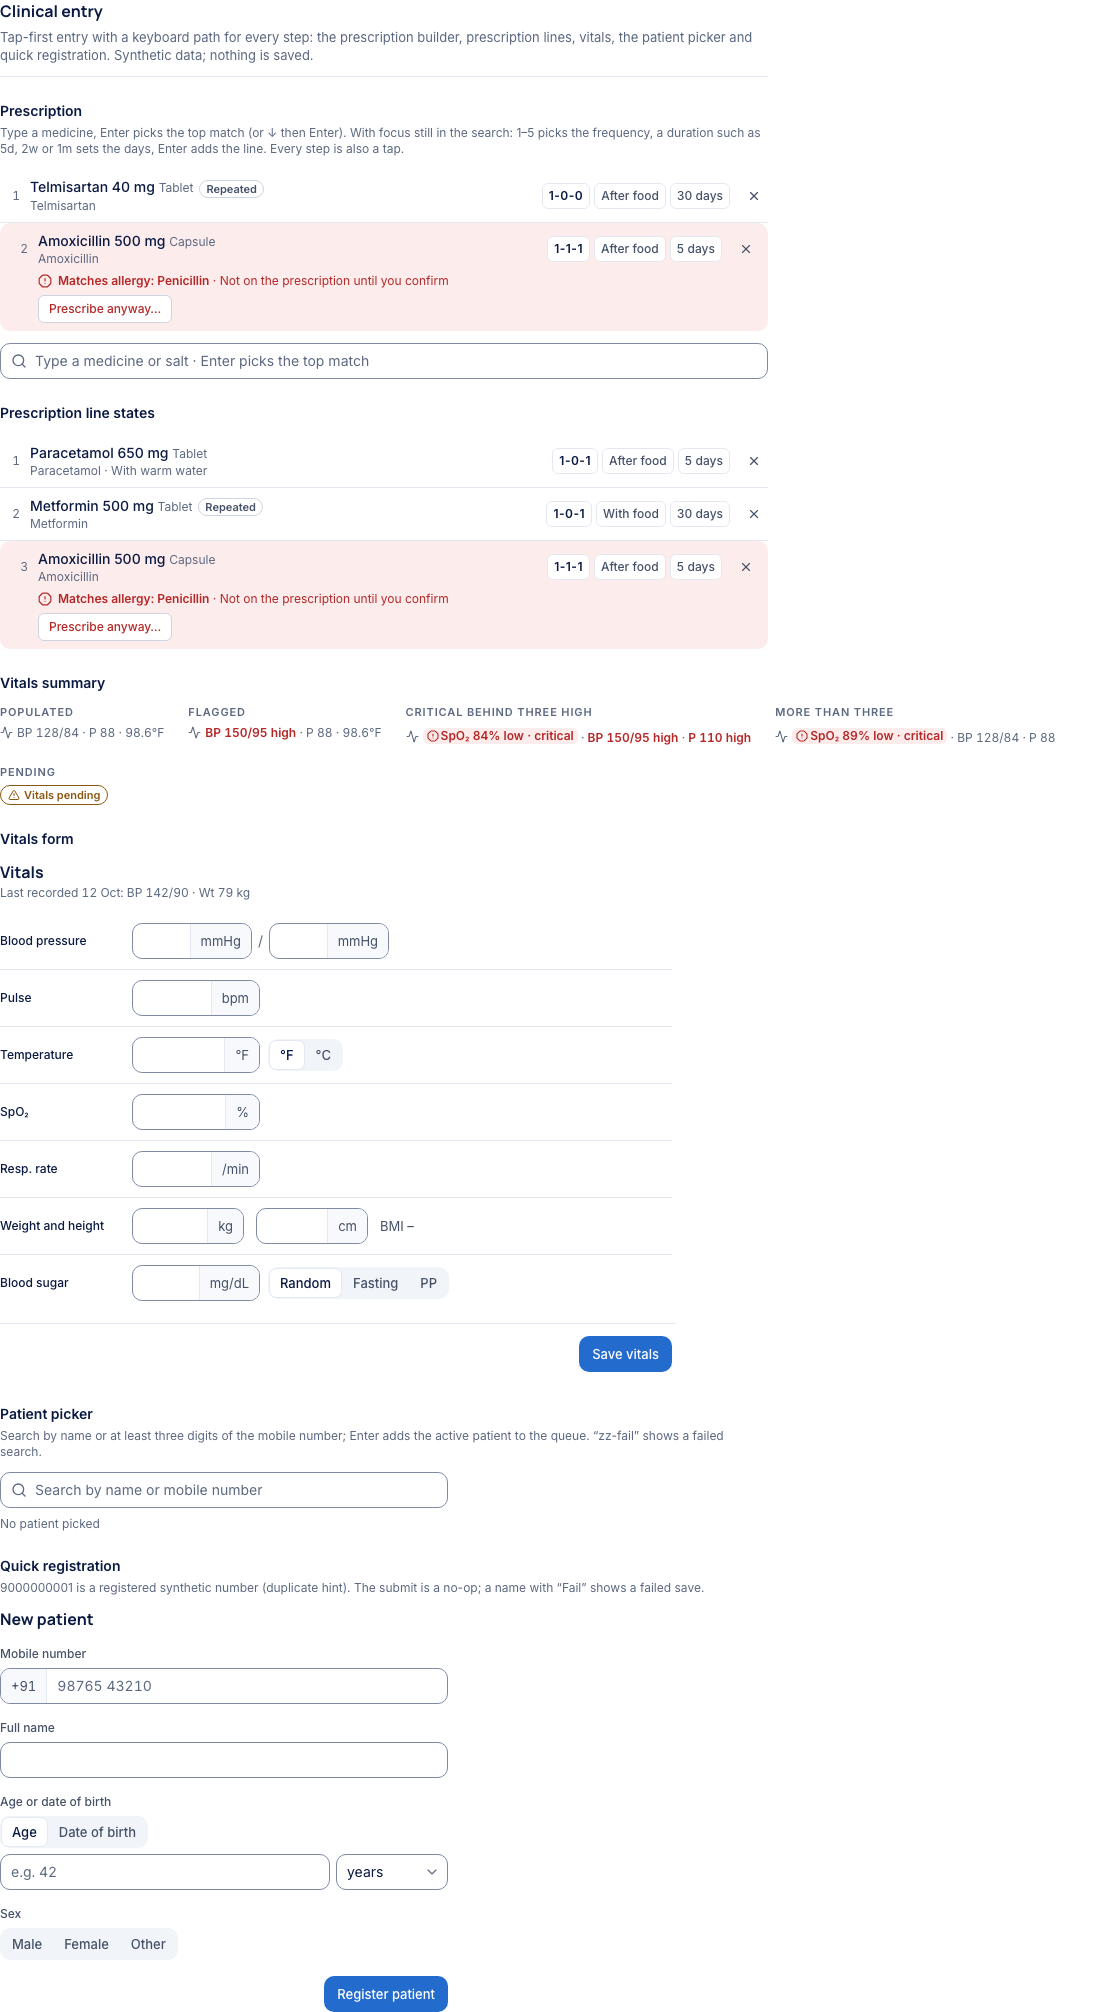 Clinical entry
Tap-first entry with a keyboard path for every step: the prescription builder, prescription lines, vitals, the patient picker and
quick registration. Synthetic data; nothing is saved.
Prescription
Type a medicine, Enter picks the top match (or ↓ then Enter). With focus still in the search: 1–5 picks the frequency, a duration such as
5d, 2w or 1m sets the days, Enter adds the line. Every step is also a tap.
1 Telmisartan 40 mg Tablet Repeated 1-0-0 After food 30 days
Telmisartan
2 Amoxicillin 500 mg Capsule 1-1-1 After food 5 days
Amoxicillin
Matches allergy: Penicillin · Not on the prescription until you confirm
Prescribe anyway...
Type a medicine or salt · Enter picks the top match
Prescription line states
1 Paracetamol 650 mg Tablet 1-0-1 After food 5 days
Paracetamol · With warm water
2 Metformin 500 mg Tablet Repeated 1-0-1 With food 30 days
Metformin
3 Amoxicillin 500 mg Capsule 1-1-1 After food 5 days
Amoxicillin
Matches allergy: Penicillin · Not on the prescription until you confirm
Prescribe anyway...
Vitals summary
POPULATED FLAGGED CRITICAL BEHIND THREE HIGH MORE THAN THREE
BP 128/84 · P 88 · 98.6°F BP 150/95 high · P 88 · 98.6°F SpO₂ 84% low · critical · BP 150/95 high · P 110 high SpO₂ 89% low · critical · BP 128/84 · P 88
PENDING
Vitals pending
Vitals form
Vitals
Last recorded 12 Oct: BP 142/90 · Wt 79 kg
Blood pressure mmHg / mmHg
Pulse bpm
Temperature °F °F °C
SpO₂ %
Resp. rate /min
Weight and height kg cm BMI –
Blood sugar mg/dL Random Fasting PP
Save vitals
Patient picker
Search by name or at least three digits of the mobile number; Enter adds the active patient to the queue. “zz-fail” shows a failed
search.
Search by name or mobile number
No patient picked
Quick registration
9000000001 is a registered synthetic number (duplicate hint). The submit is a no-op; a name with “Fail” shows a failed save.
New patient
Mobile number
+91 98765 43210
Full name
Age or date of birth
Age Date of birth
e.g. 42 years
Sex
Male Female Other
Register patient